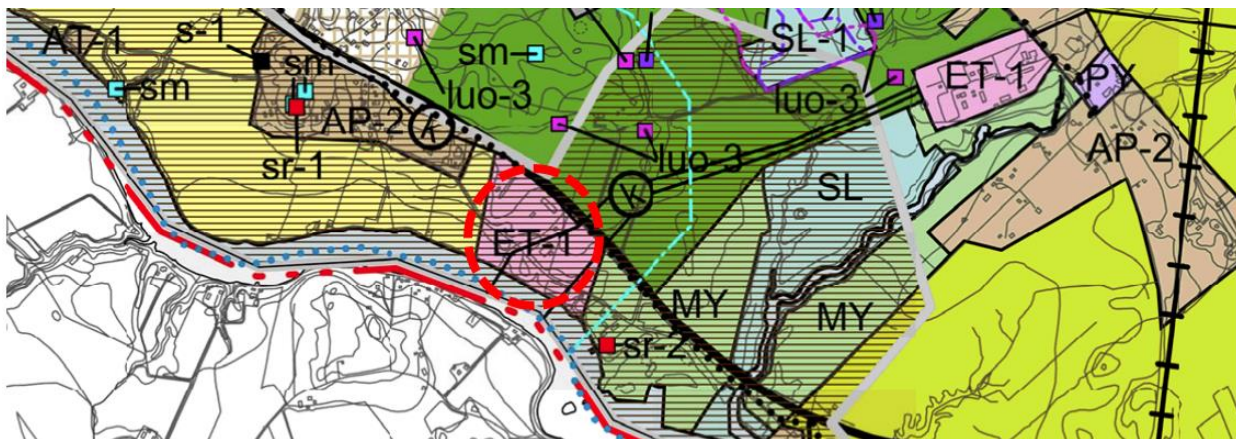 AT-1
s-1
sm
sm
sm
luo-3
AP-2
k
sr-1
luo-3
SL-1
luo-3
ET-1
PY
AP-2
k
SL
ET-1
MY
MY
sr-2